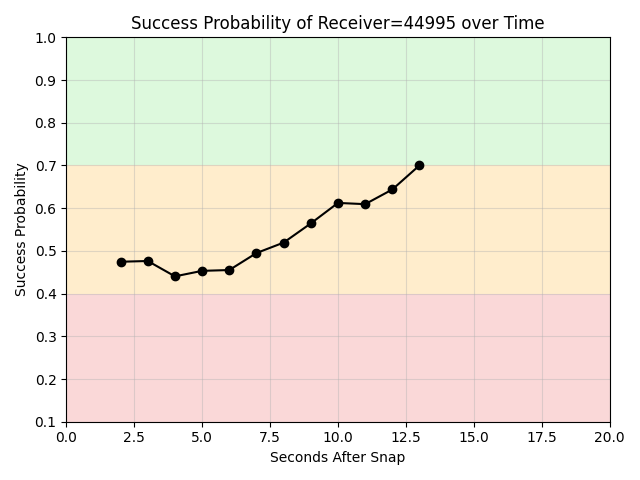 Success Probability of Receiver=44995 over Time
1.0
0.9
0.8
0.7
0.6
0.5
0.4
0.3
0.2
0.1
Success Probability
0.0 2.5 5.0 7.5 10.0 12.5 15.0 17.5 20.0
Seconds After Snap